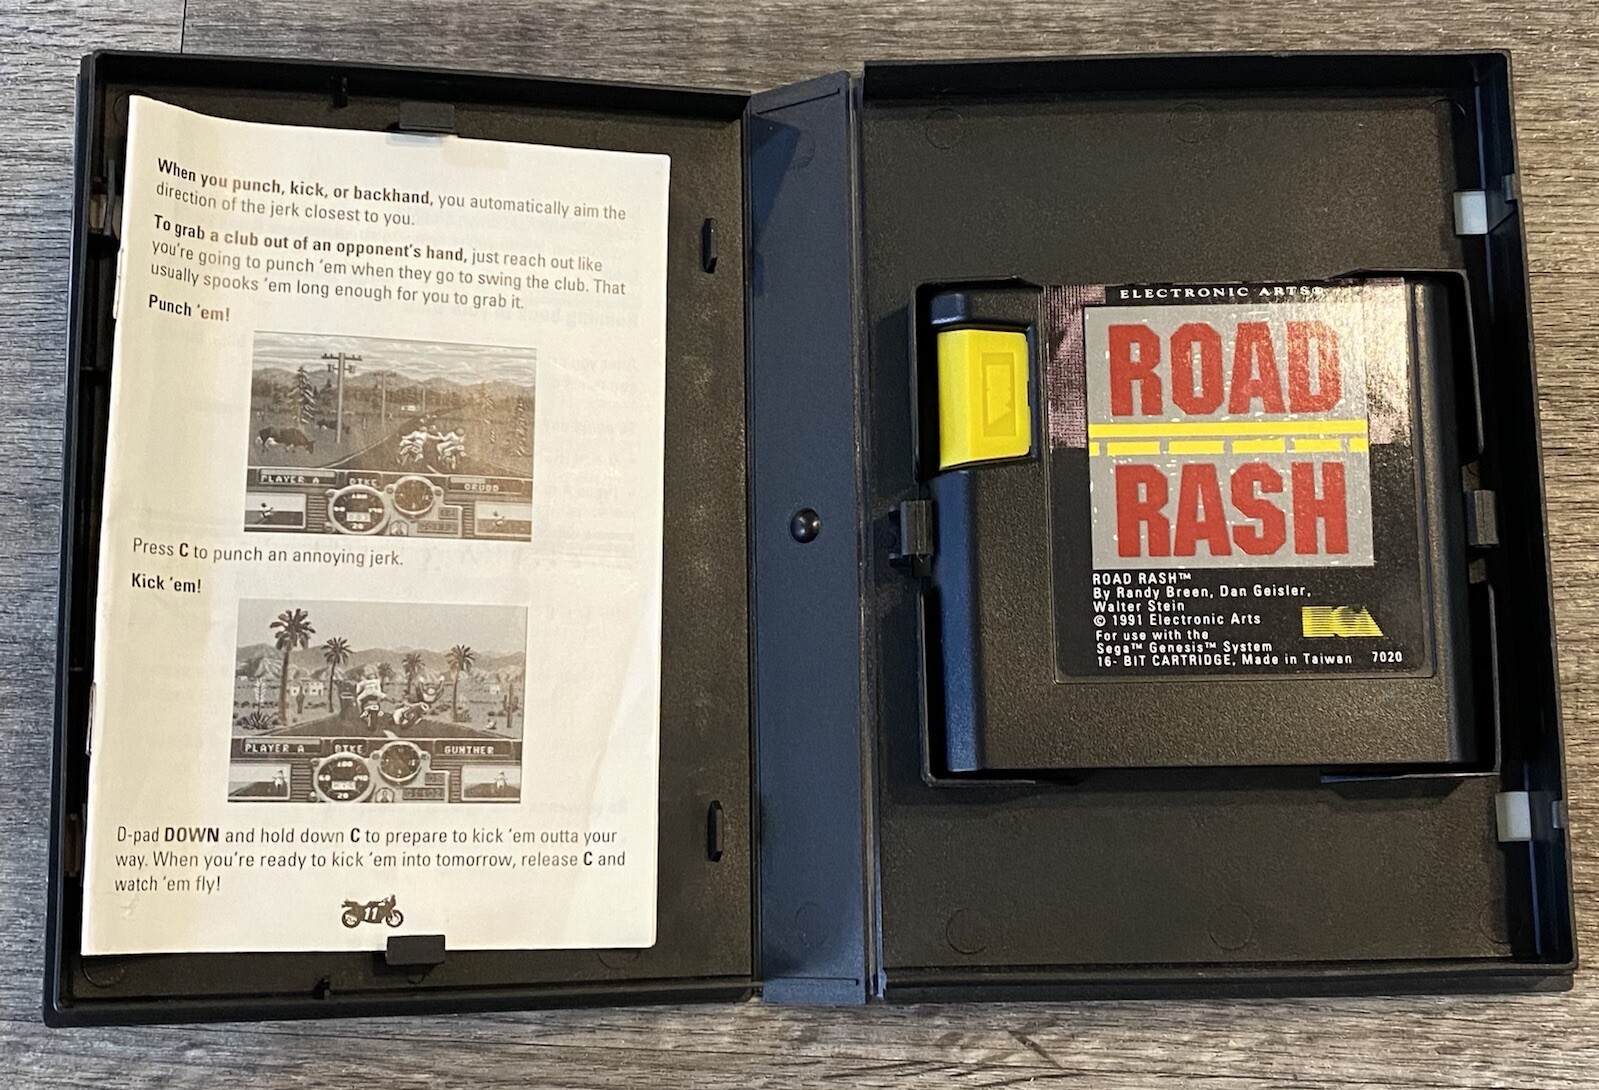 When you punch, kick, or backhand, you automatically aim the
direction of the jerk closest to you.
To grab a club out of an opponent's hand, just reach out like
you're going to punch 'em when they go to swing the club. That
usually spooks 'em long enough for you to grab it.
Punch 'em!
PLAYER A BIKE GRUBB
Press C to punch an annoying jerk.
Kick 'em!
PLAYER A BIKE GUNTHER
D-pad DOWN and hold down C to prepare to kick 'em outta your
way. When you're ready to kick 'em into tomorrow, release C and
watch 'em fly!
11
ELECTRONIC ARTS®
ROAD
RASH
ROAD RASH™
By Randy Breen, Dan Geisler,
Walter Stein
© 1991 Electronic Arts
For use with the
Sega™ Genesis™ System
16- BIT CARTRIDGE, Made in Taiwan 7020
EA